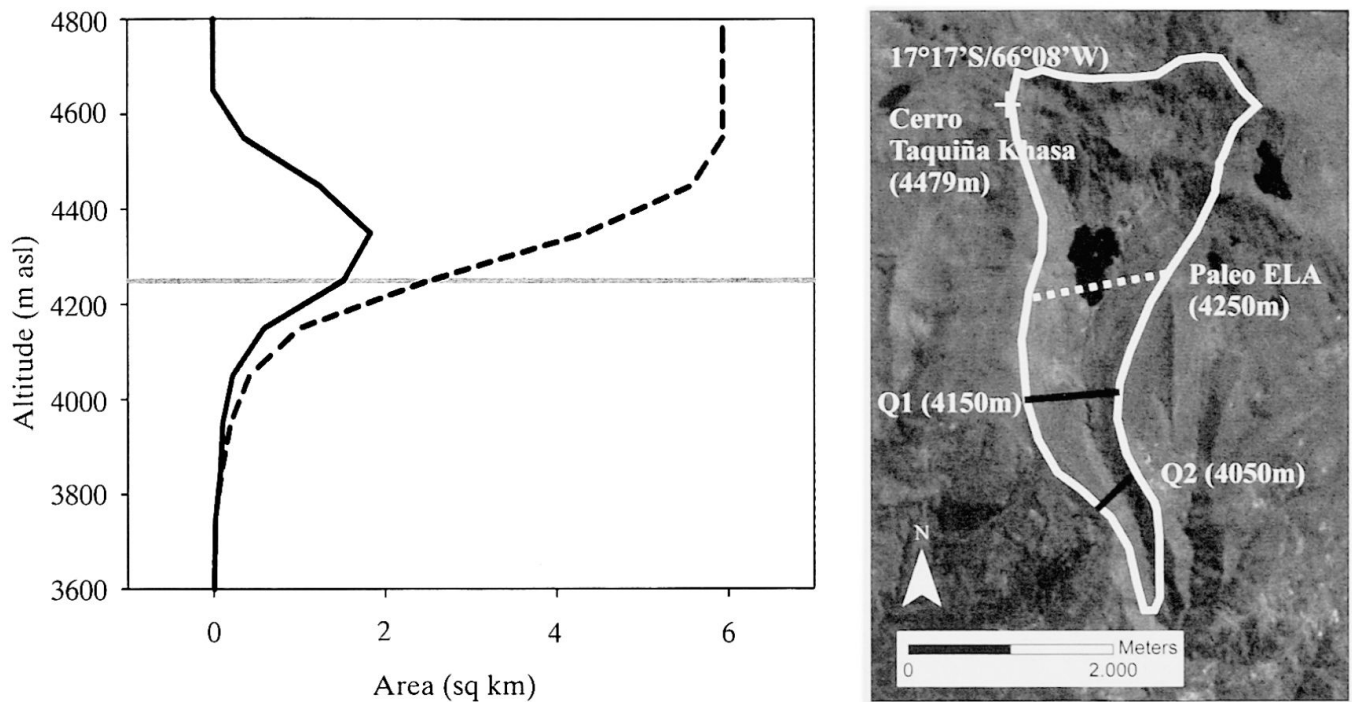 4800
4600
4400
4200
4000
3800
3600
Altitude (m asl)
0
2
4
6
Area (sq km)
17°17'S/66°08'W)
Cerro
Taquiña Khasa
(4479m)
Paleo ELA
(4250m)
Q1 (4150m)
Q2 (4050m)
N
Meters
0
2.000